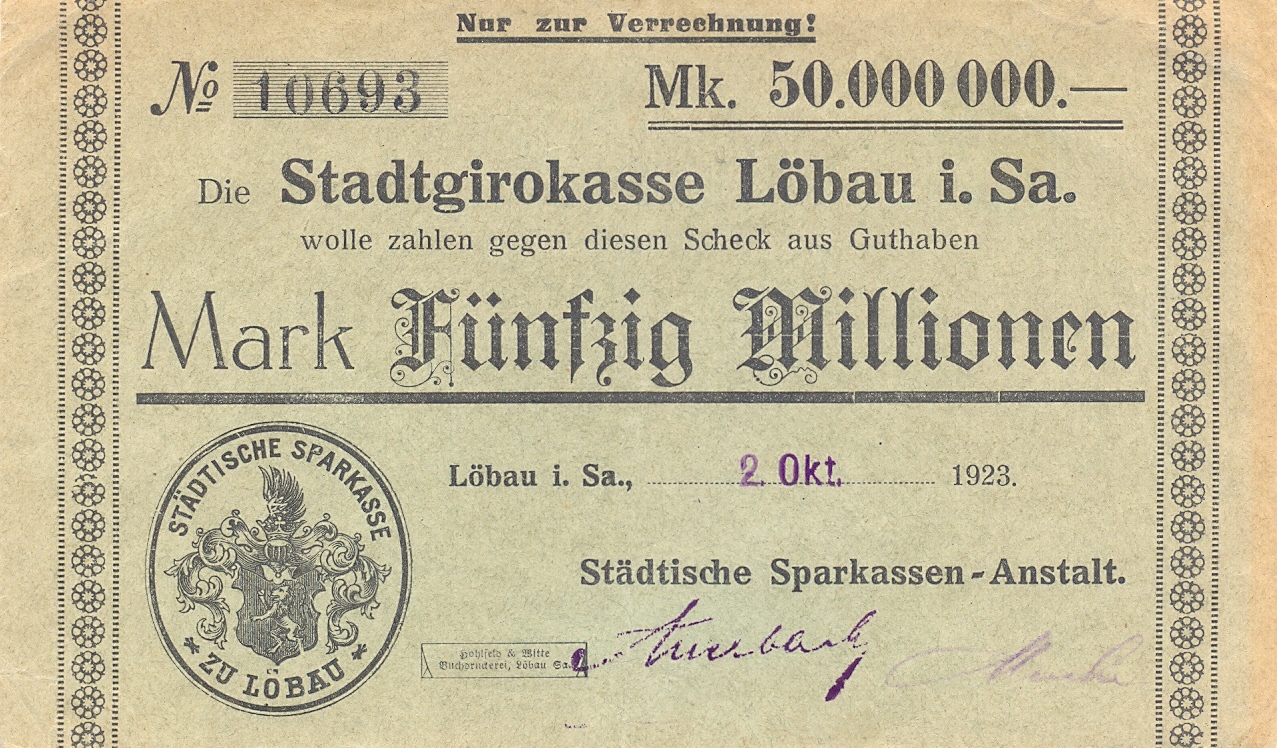 Nur zur Verrechnung!
No 10693
Mk. 50.000 000.—
Die Stadtgirokasse Löbau i. Sa.
wolle zahlen gegen diesen Scheck aus Guthaben
Mark Fünfzig Millionen
STÄDTISCHE SPARKASSE
* ZU LÖBAU *
Löbau i. Sa., 2. Okt. 1923.
Städtische Sparkassen-Anstalt.
Hohlfeld & Witte
Buchdruckerei, Löbau Sa.